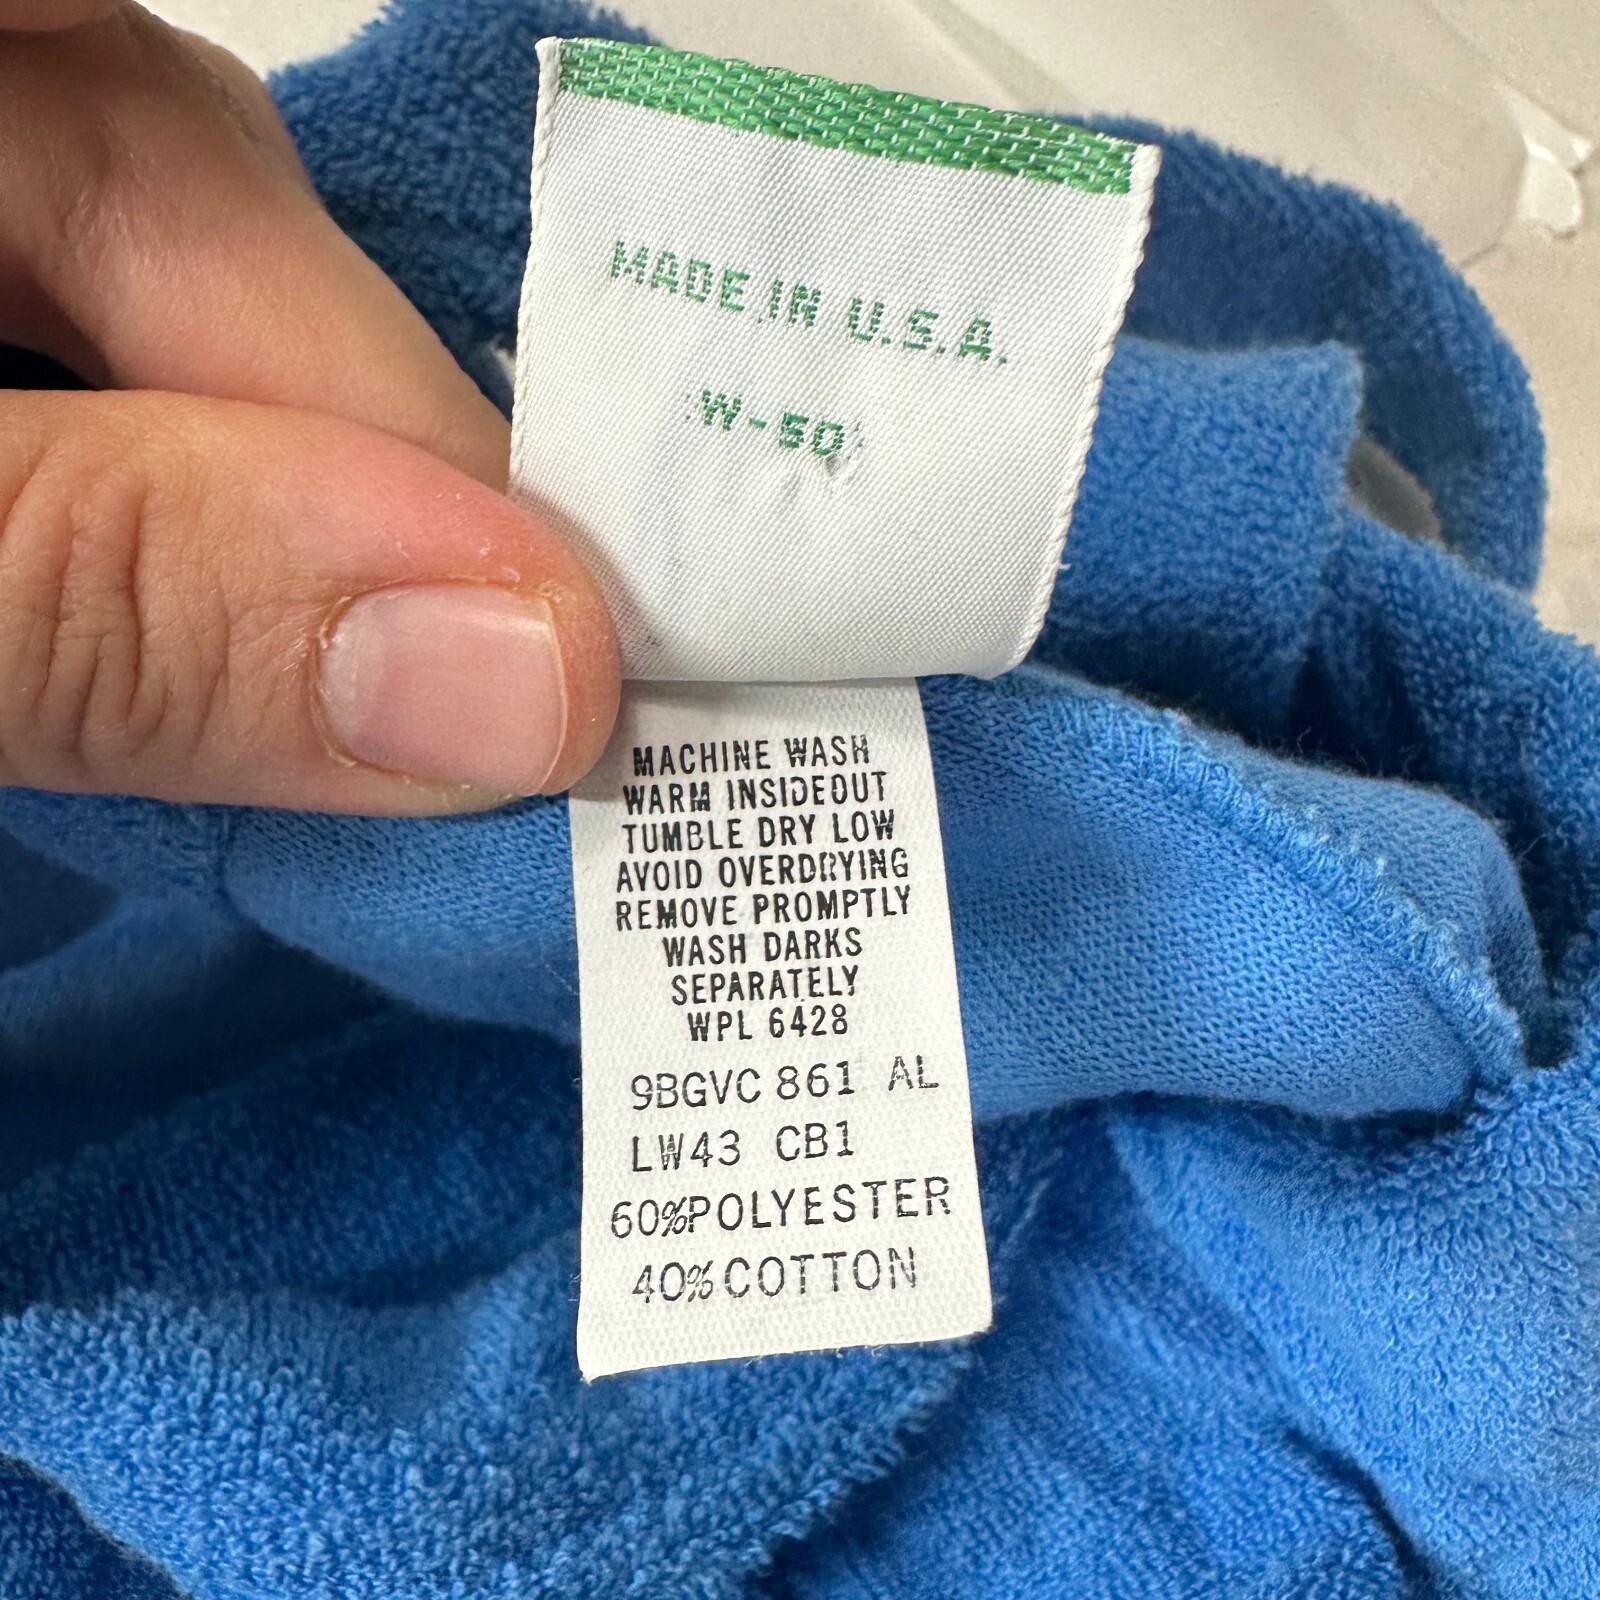 MADE IN U.S.A.
W-50
MACHINE WASH
WARM INSIDEOUT
TUMBLE DRY LOW
AVOID OVERDRYING
REMOVE PROMPTLY
WASH DARKS
SEPARATELY
WPL 6428
9BGVC 861 AL
LW43 CB1
60%POLYESTER
40%COTTON